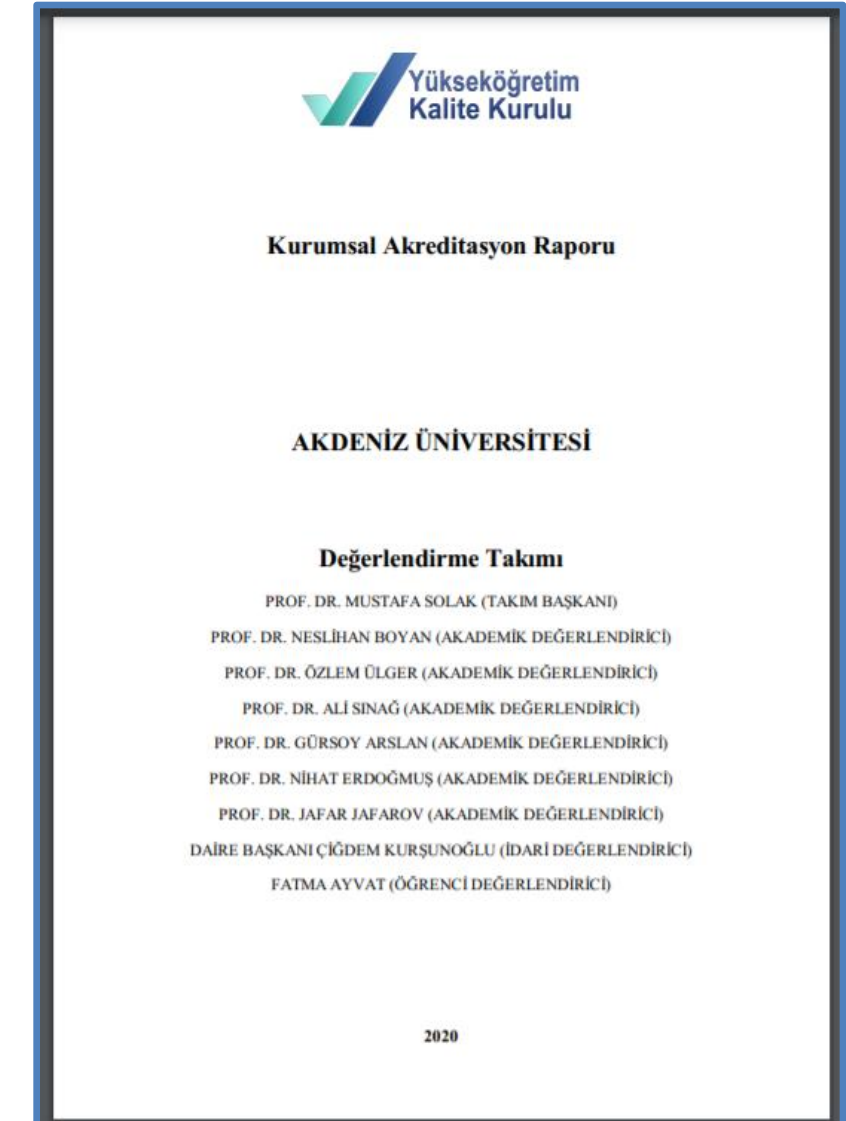 Yükseköğretim
Kalite Kurulu
Kurumsal Akreditasyon Raporu
AKDENİZ ÜNİVERSİTESİ
Değerlendirme Takımı
PROF. DR. MUSTAFA SOLAK (TAKIM BAŞKANI)
PROF. DR. NESLİHAN BOYAN (AKADEMİK DEĞERLENDİRİCİ)
PROF. DR. ÖZLEM ÜLGER (AKADEMİK DEĞERLENDİRİCİ)
PROF. DR. ALİ SINAĞ (AKADEMİK DEĞERLENDİRİCİ)
PROF. DR. GÜRSOY ARSLAN (AKADEMİK DEĞERLENDİRİCİ)
PROF. DR. NİHAT ERDOĞMUŞ (AKADEMİK DEĞERLENDİRİCİ)
PROF. DR. JAFAR JAFAROV (AKADEMİK DEĞERLENDİRİCİ)
DAİRE BAŞKANI ÇİĞDEM KURŞUNOĞLU (İDARİ DEĞERLENDİRİCİ)
FATMA AYVAT (ÖĞRENCİ DEĞERLENDİRİCİ)
2020